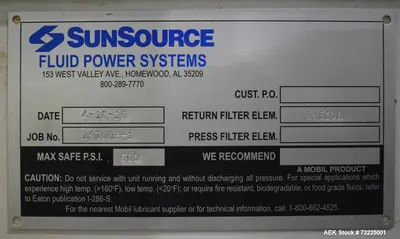 SUNSOURCE
FLUID POWER SYSTEMS
153 WEST VALLEY AVE., HOMEWOOD, AL 35209
800-289-7770
CUST. P.O.
DATE
RETURN FILTER ELEM.
JOB No.
PRESS FILTER ELEM.
MAX SAFE P.S.I.
WE RECOMMEND
A MOBIL PRODUCT
CAUTION: Do not service with unit running and without discharging all pressure. For special applications which
experience high temp. (>160°F), low temp. (<20°F); or require fire resistant, biodegradable, or food grade fluids, refer
to Eaton publication I-286-S.
For the nearest Mobil lubricant supplier or for technical information, call: 1-800-662-4525.
AEK Stock # 73225001